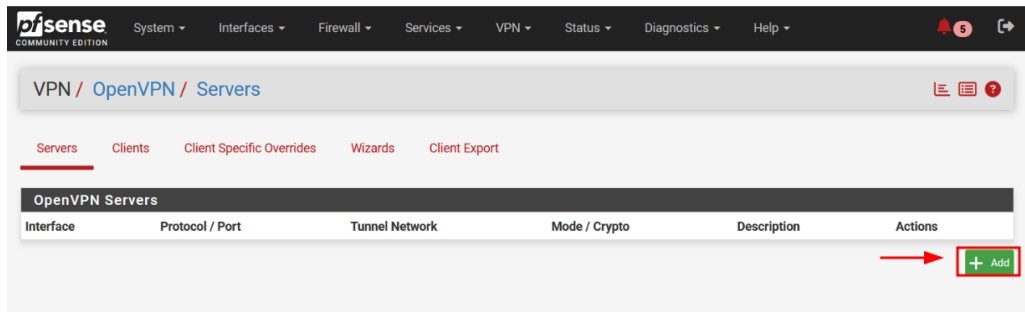 pfsense.
COMMUNITY EDITION
System Interfaces Firewall Services VPN Status Diagnostics Help 5
VPN / OpenVPN / Servers
Servers Clients Client Specific Overrides Wizards Client Export
OpenVPN Servers
Interface Protocol / Port Tunnel Network Mode / Crypto Description Actions
+ Add